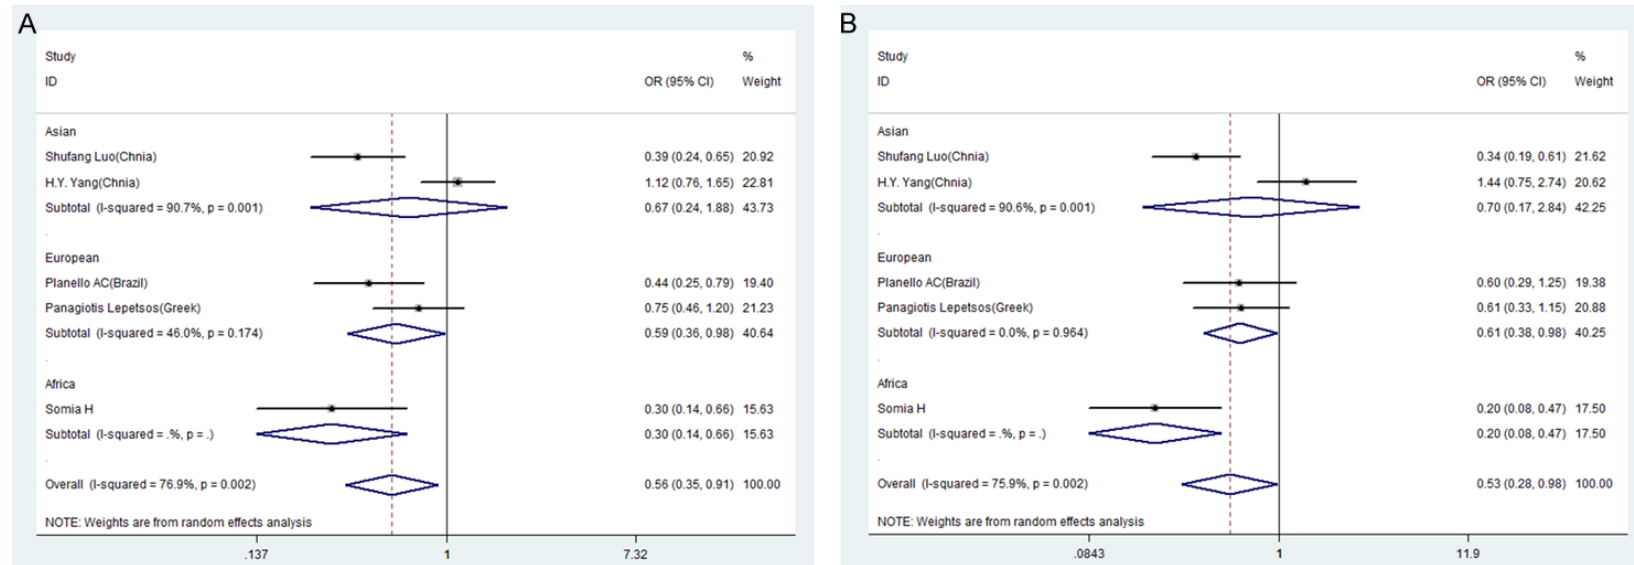 A
Study %
ID OR (95% CI) Weight
Asian
Shufang Luo(Chnia) 0.39 (0.24, 0.65) 20.92
H.Y. Yang(Chnia) 1.12 (0.76, 1.65) 22.81
Subtotal (I-squared = 90.7%, p = 0.001) 0.67 (0.24, 1.88) 43.73
.
European
Planello AC(Brazil) 0.44 (0.25, 0.79) 19.40
Panagiotis Lepetsos(Greek) 0.75 (0.46, 1.20) 21.23
Subtotal (I-squared = 46.0%, p = 0.174) 0.59 (0.36, 0.98) 40.64
.
Africa
Somia H 0.30 (0.14, 0.66) 15.63
Subtotal (I-squared = .%, p = .) 0.30 (0.14, 0.66) 15.63
.
Overall (I-squared = 76.9%, p = 0.002) 0.56 (0.35, 0.91) 100.00
NOTE: Weights are from random effects analysis
.137 1 7.32
B
Study %
ID OR (95% CI) Weight
Asian
Shufang Luo(Chnia) 0.34 (0.19, 0.61) 21.62
H.Y. Yang(Chnia) 1.44 (0.75, 2.74) 20.62
Subtotal (I-squared = 90.6%, p = 0.001) 0.70 (0.17, 2.84) 42.25
.
European
Planello AC(Brazil) 0.60 (0.29, 1.25) 19.38
Panagiotis Lepetsos(Greek) 0.61 (0.33, 1.15) 20.88
Subtotal (I-squared = 0.0%, p = 0.964) 0.61 (0.38, 0.98) 40.25
.
Africa
Somia H 0.20 (0.08, 0.47) 17.50
Subtotal (I-squared = .%, p = .) 0.20 (0.08, 0.47) 17.50
.
Overall (I-squared = 75.9%, p = 0.002) 0.53 (0.28, 0.98) 100.00
NOTE: Weights are from random effects analysis
.0843 1 11.9